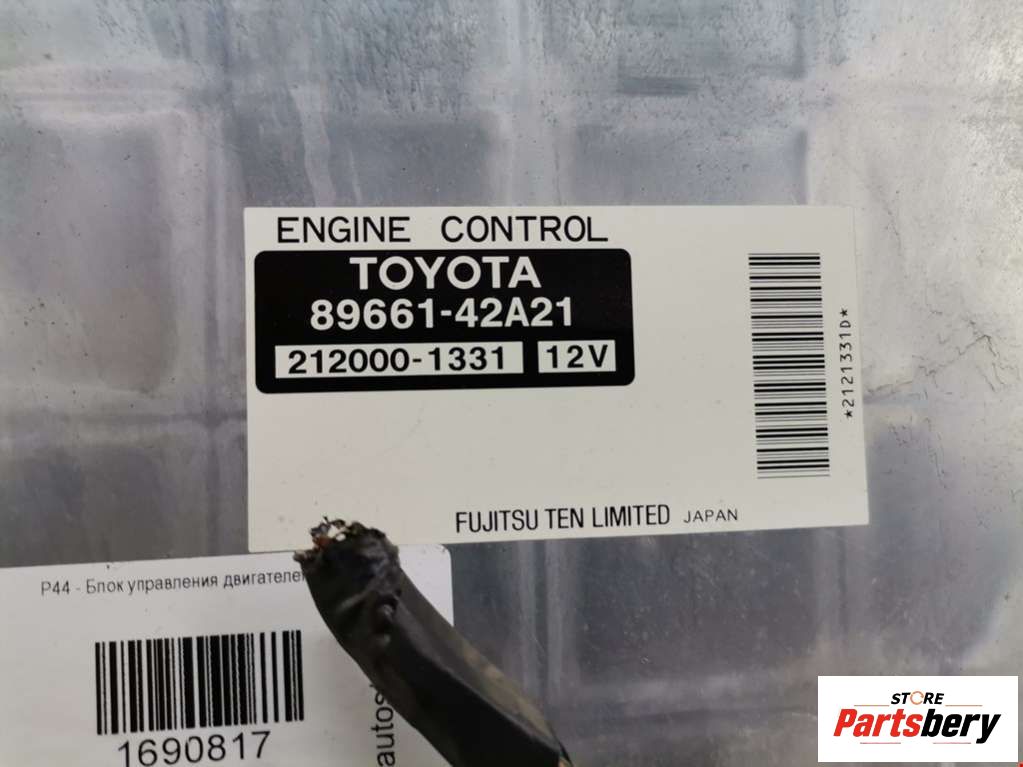 ENGINE CONTROL
TOYOTA
89661-42A21
212000-1331 12V
*2121331D*
FUJITSU TEN LIMITED JAPAN
P44 - Блок управления
1690817
STORE
Partsbery